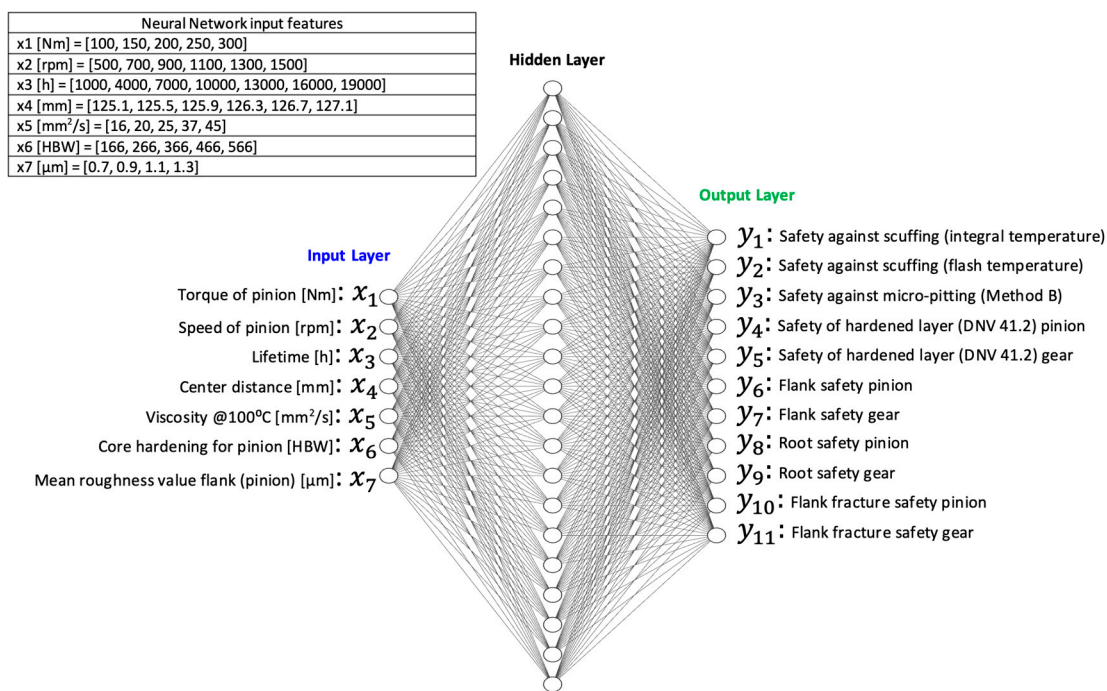 Neural Network input features
x1 [Nm] = [100, 150, 200, 250, 300]
x2 [rpm] = [500, 700, 900, 1100, 1300, 1500]
x3 [h] = [1000, 4000, 7000, 10000, 13000, 16000, 19000]
x4 [mm] = [125.1, 125.5, 125.9, 126.3, 126.7, 127.1]
x5 [mm²/s] = [16, 20, 25, 37, 45]
x6 [HBW] = [166, 266, 366, 466, 566]
x7 [µm] = [0.7, 0.9, 1.1, 1.3]
Hidden Layer
Input Layer
Torque of pinion [Nm]: x₁
Speed of pinion [rpm]: x₂
Lifetime [h]: x₃
Center distance [mm]: x₄
Viscosity @100⁰C [mm²/s]: x₅
Core hardening for pinion [HBW]: x₆
Mean roughness value flank (pinion) [µm]: x₇
Output Layer
y₁: Safety against scuffing (integral temperature)
y₂: Safety against scuffing (flash temperature)
y₃: Safety against micro-pitting (Method B)
y₄: Safety of hardened layer (DNV 41.2) pinion
y₅: Safety of hardened layer (DNV 41.2) gear
y₆: Flank safety pinion
y₇: Flank safety gear
y₈: Root safety pinion
y₉: Root safety gear
y₁₀: Flank fracture safety pinion
y₁₁: Flank fracture safety gear